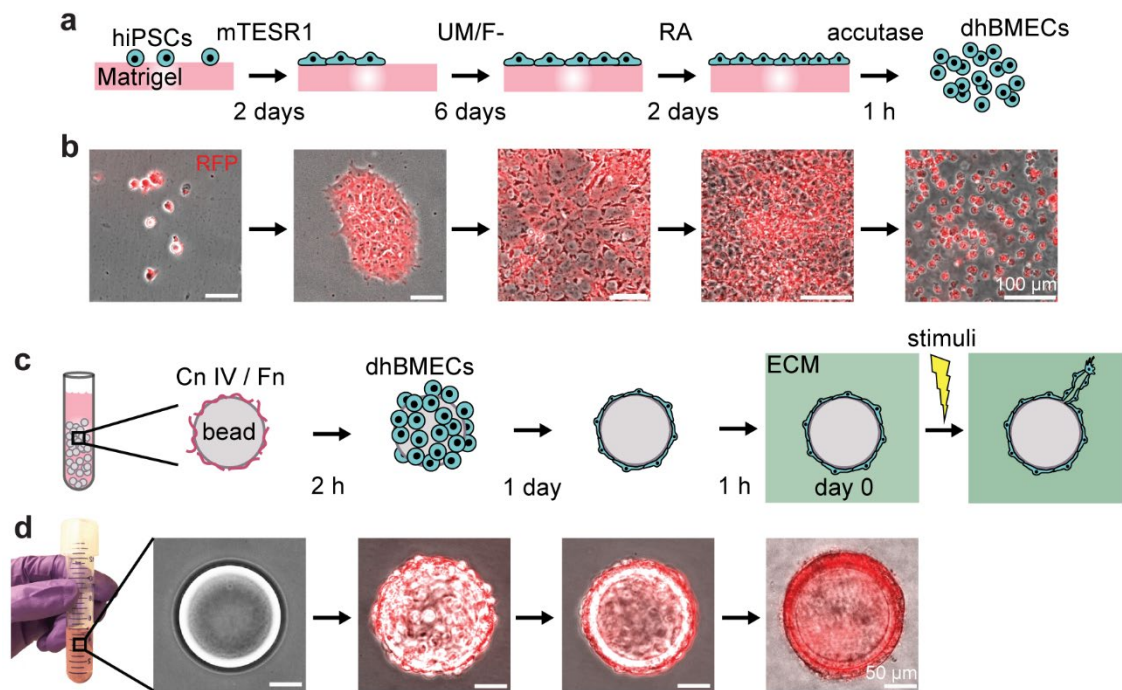 a
hiPSCs
mTESR1
UM/F-
RA
accutase
dhBMECs
Matrigel
2 days
6 days
2 days
1 h
b
RFP
100 µm
c
Cn IV / Fn
dhBMECs
ECM
stimuli
bead
2 h
1 day
1 h
day 0
d
50 µm